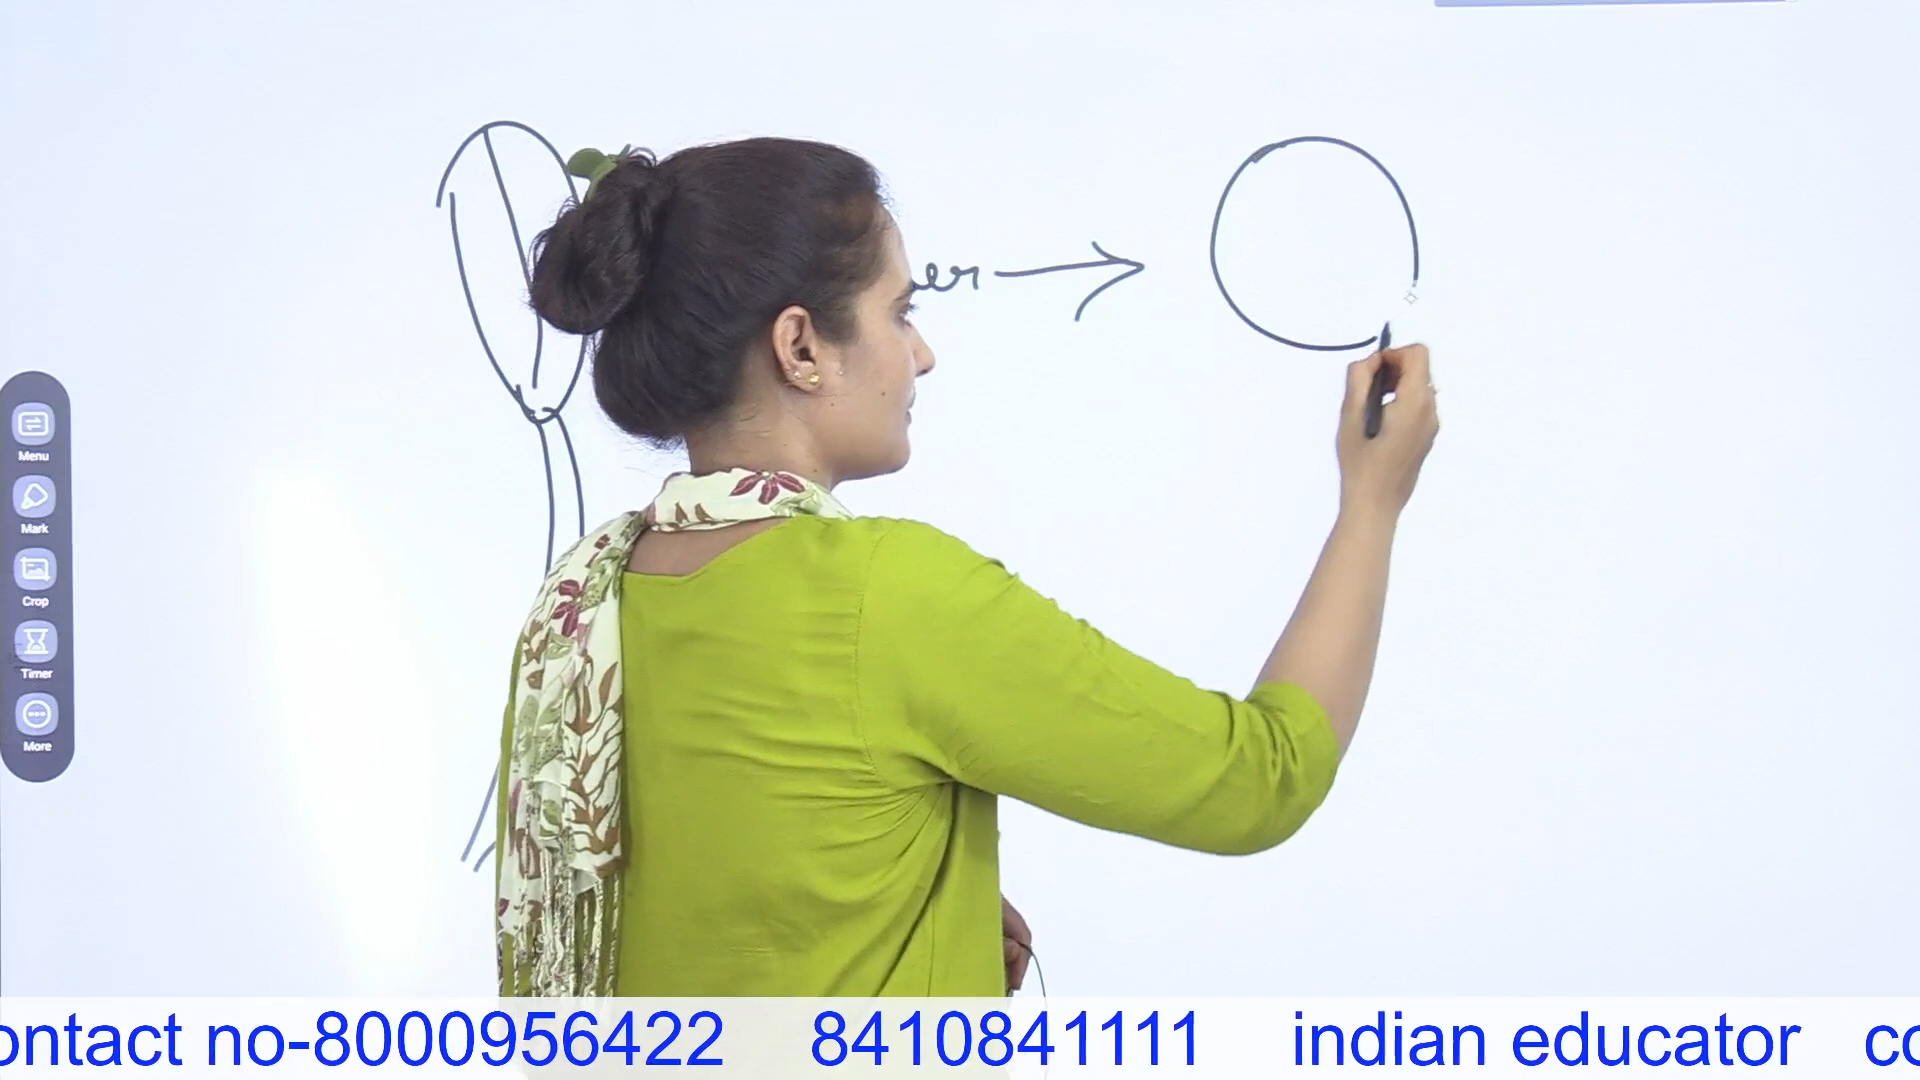 Menu
Mark
Crop
Timer
More
ontact no-8000956422 8410841111 indian educator co